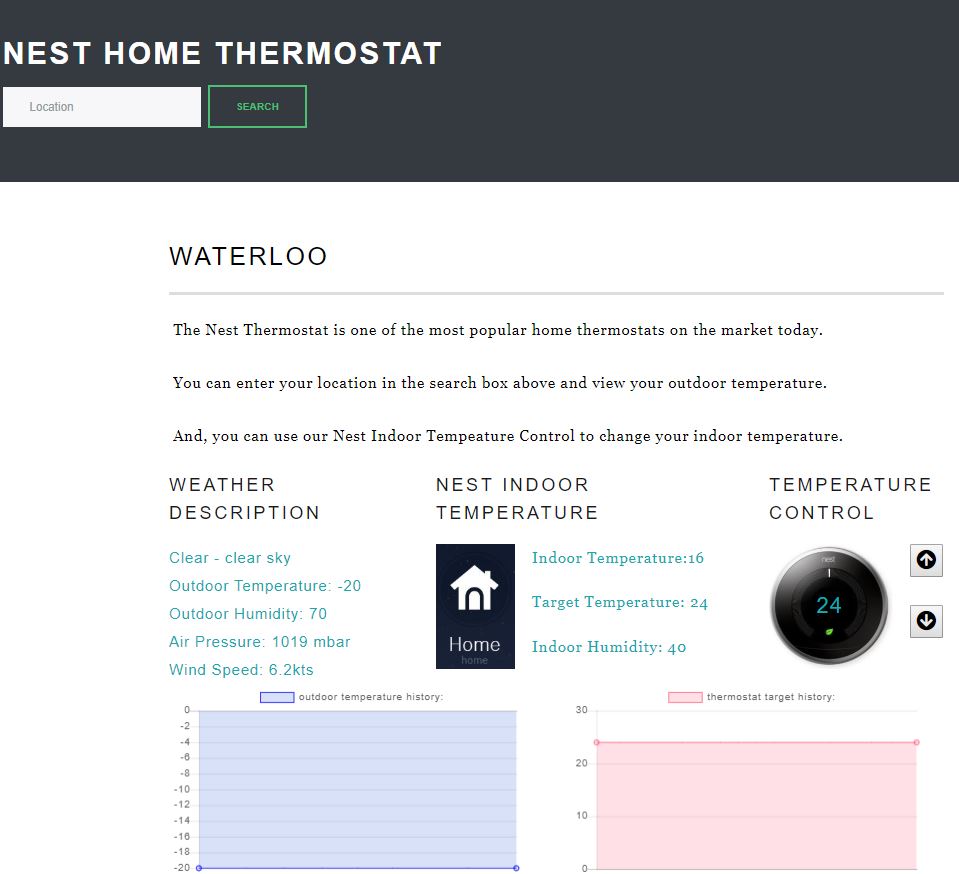 NEST HOME THERMOSTAT
Location
SEARCH
WATERLOO
The Nest Thermostat is one of the most popular home thermostats on the market today.
You can enter your location in the search box above and view your outdoor temperature.
And, you can use our Nest Indoor Tempeature Control to change your indoor temperature.
WEATHER
DESCRIPTION
Clear - clear sky
Outdoor Temperature: -20
Outdoor Humidity: 70
Air Pressure: 1019 mbar
Wind Speed: 6.2kts
NEST INDOOR
TEMPERATURE
Home
home
Indoor Temperature:16
Target Temperature: 24
Indoor Humidity: 40
TEMPERATURE
CONTROL
nest
24
outdoor temperature history:
0
-2
-4
-6
-8
-10
-12
-14
-16
-18
-20
thermostat target history:
30
20
10
0